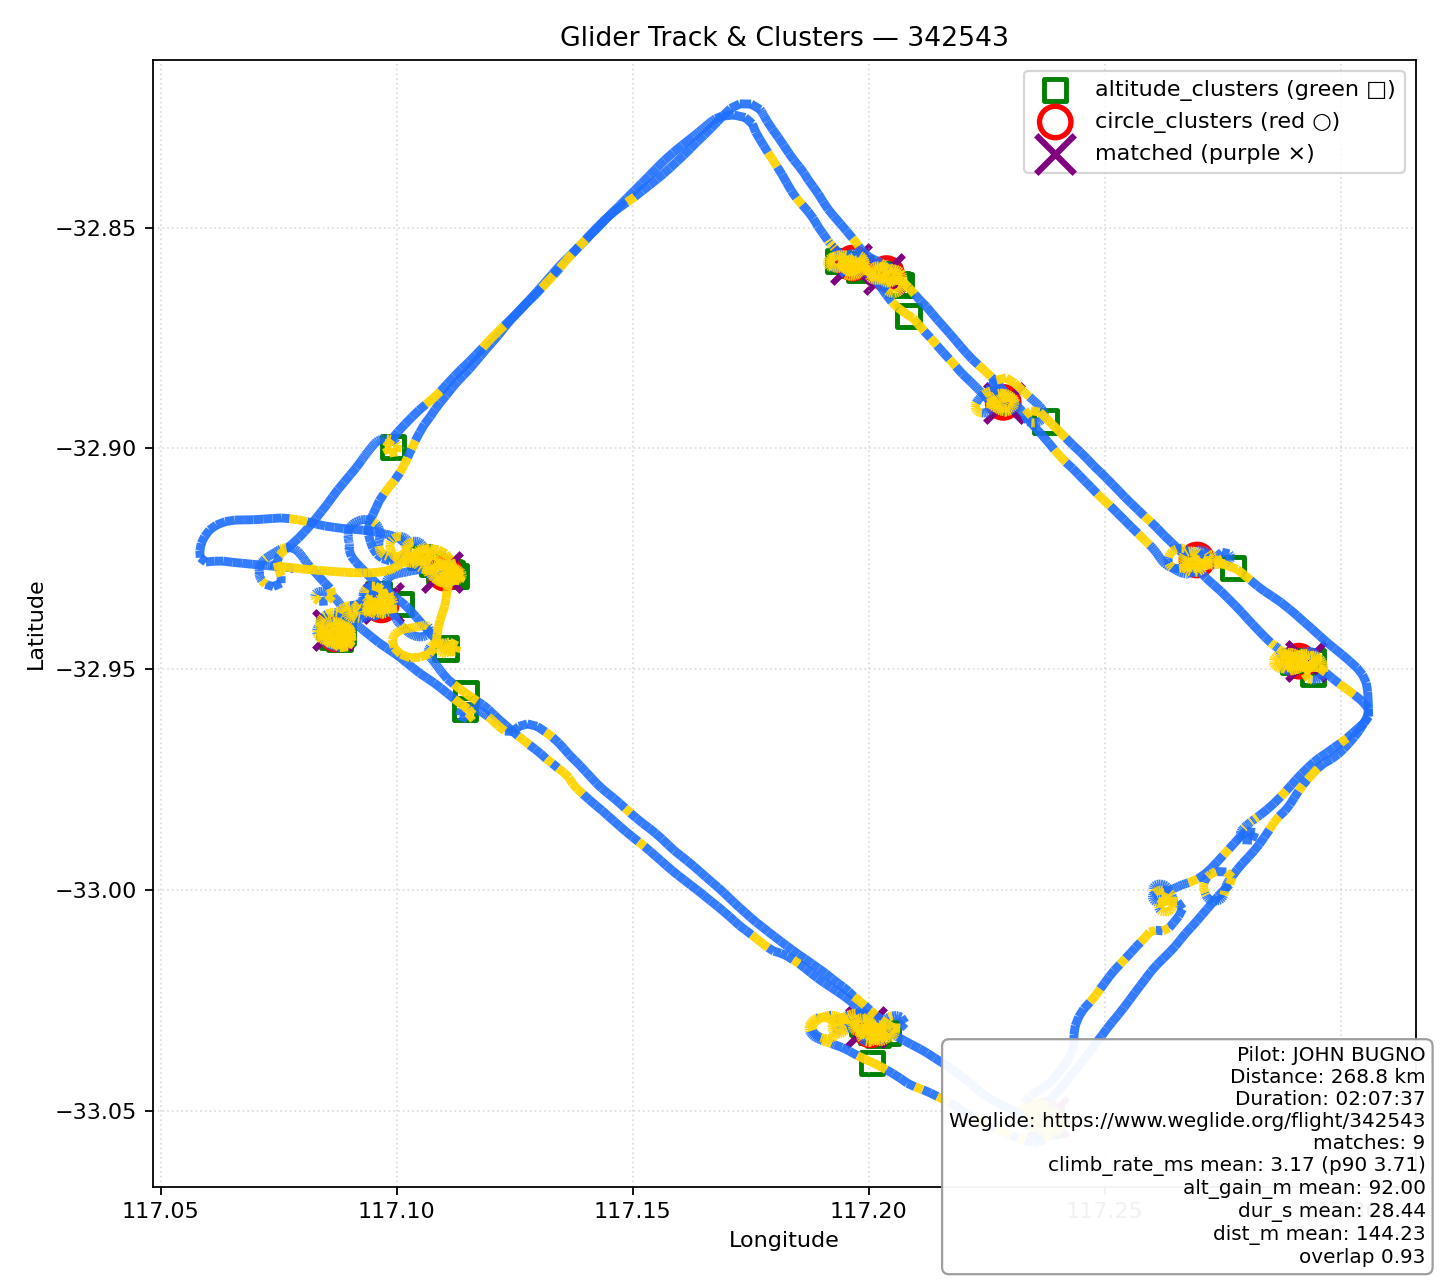 Glider Track & Clusters — 342543
altitude_clusters (green □)
circle_clusters (red ○)
matched (purple ×)
Latitude
−32.85
−32.90
−32.95
−33.00
−33.05
117.05
117.10
117.15
117.20
117.25
Longitude
Pilot: JOHN BUGNO
Distance: 268.8 km
Duration: 02:07:37
Weglide: https://www.weglide.org/flight/342543
matches: 9
climb_rate_ms mean: 3.17 (p90 3.71)
alt_gain_m mean: 92.00
dur_s mean: 28.44
dist_m mean: 144.23
overlap 0.93